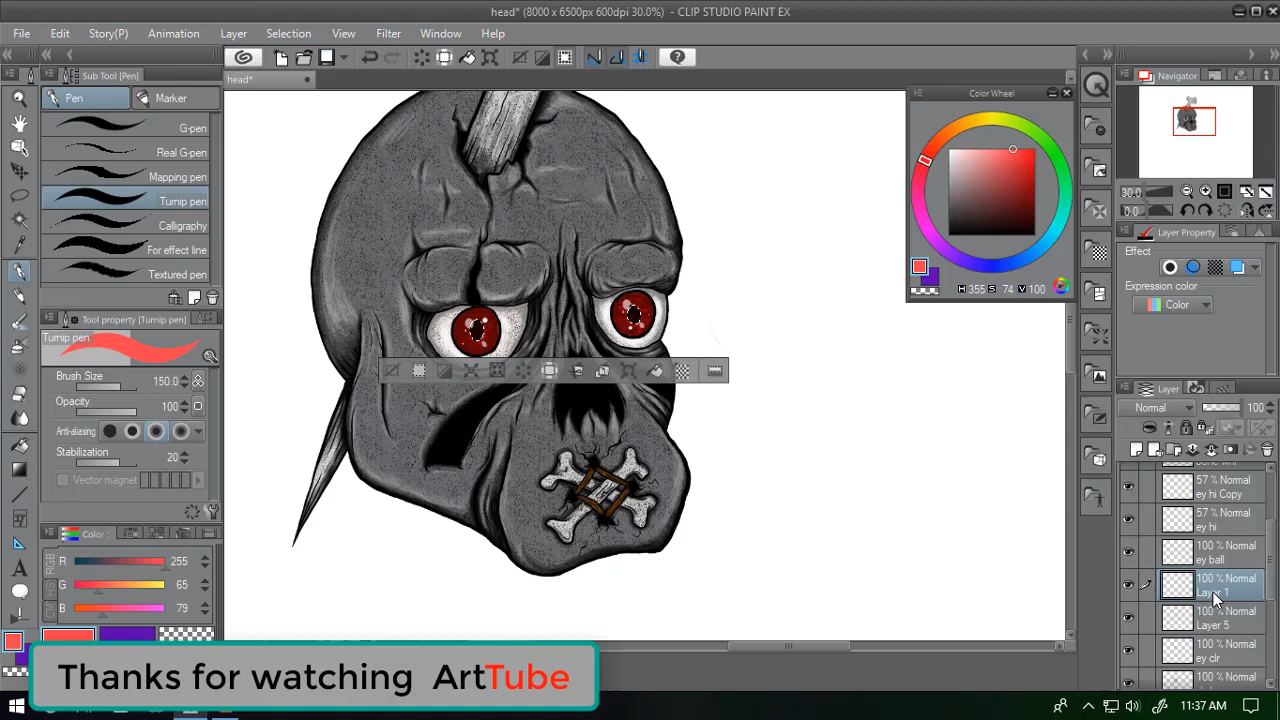 head* (8000 x 6500px 600dpi 30.0%) - CLIP STUDIO PAINT EX
File Edit Story(P) Animation Layer Selection View Filter Window Help
Sub Tool [Pen]
head*
Color Wheel
Navigator
Pen
Marker
G-pen
Real G-pen
Mapping pen
Turnip pen
Calligraphy
For effect line
Textured pen
30.0
0.0
Layer Property
Effect
Expression color
Color
H 355 S 74 V 100
Tool property [Turnip pen]
Turnip pen
Brush Size 150.0
Opacity 100
Anti-aliasing
Stabilization 20
Vector magnet
Layer
Normal 100
57 % Normal
ey hi Copy
57 % Normal
ey hi
100 % Normal
ey ball
100 % Normal
Layer 1
100 % Normal
Layer 5
100 % Normal
ey clr
100 % Normal
Color
RGB
HLS
R 255
G 65
B 79
Thanks for watching ArtTube
11:37 AM